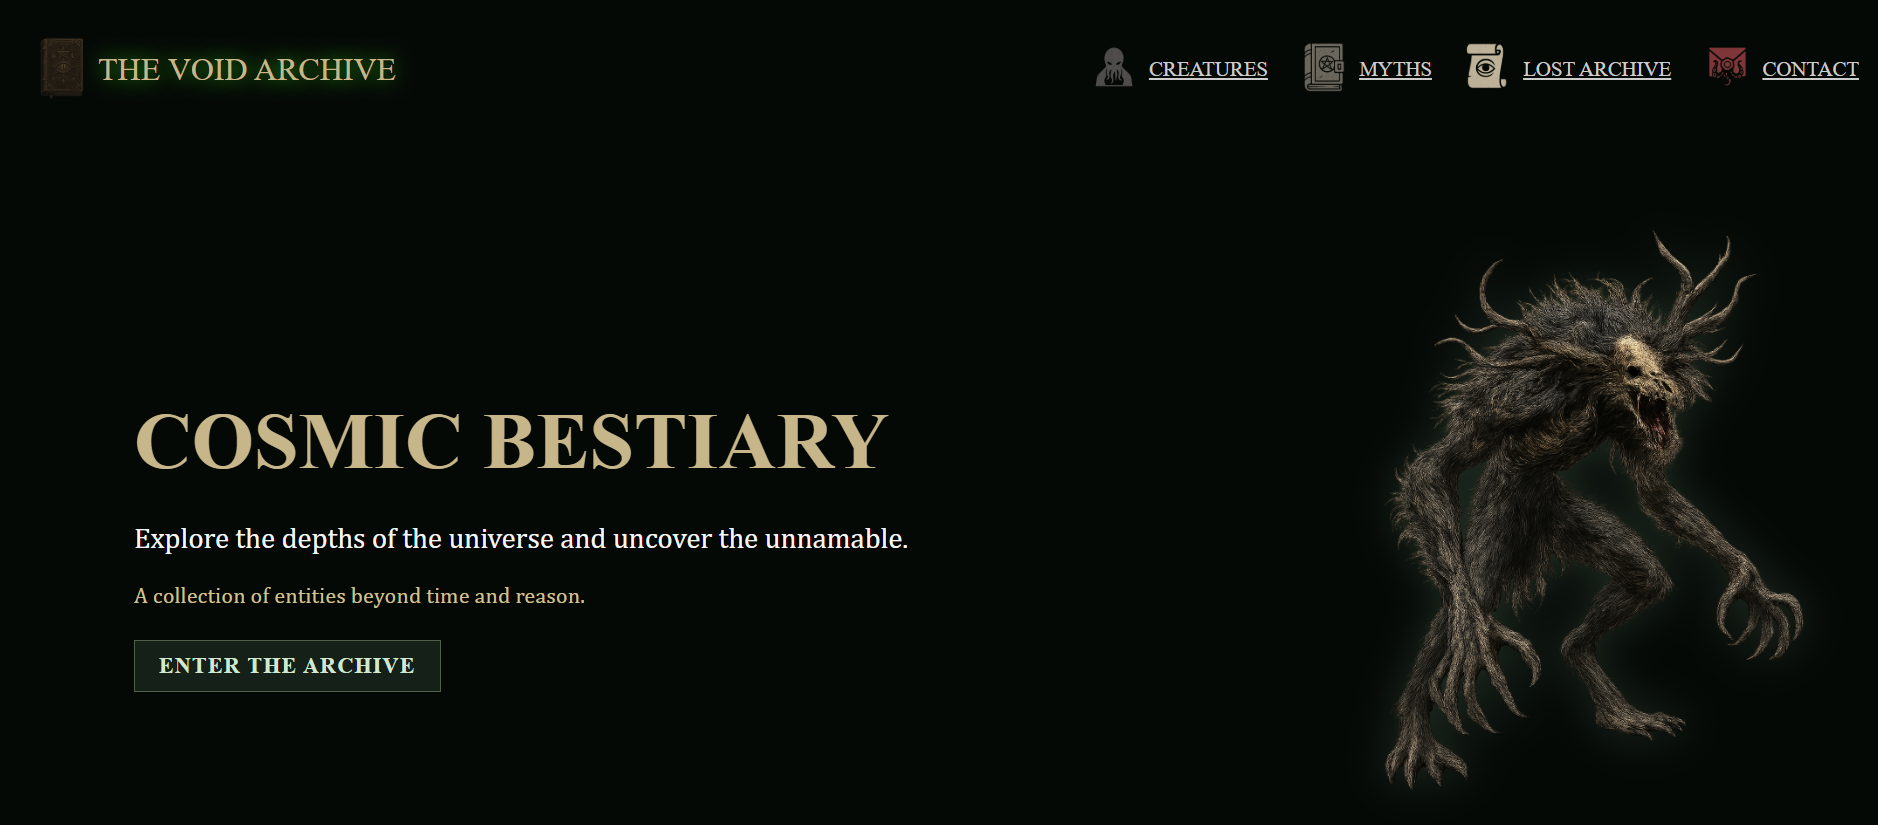 THE VOID ARCHIVE
CREATURES
MYTHS
LOST ARCHIVE
CONTACT
COSMIC BESTIARY
Explore the depths of the universe and uncover the unnamable.
A collection of entities beyond time and reason.
ENTER THE ARCHIVE